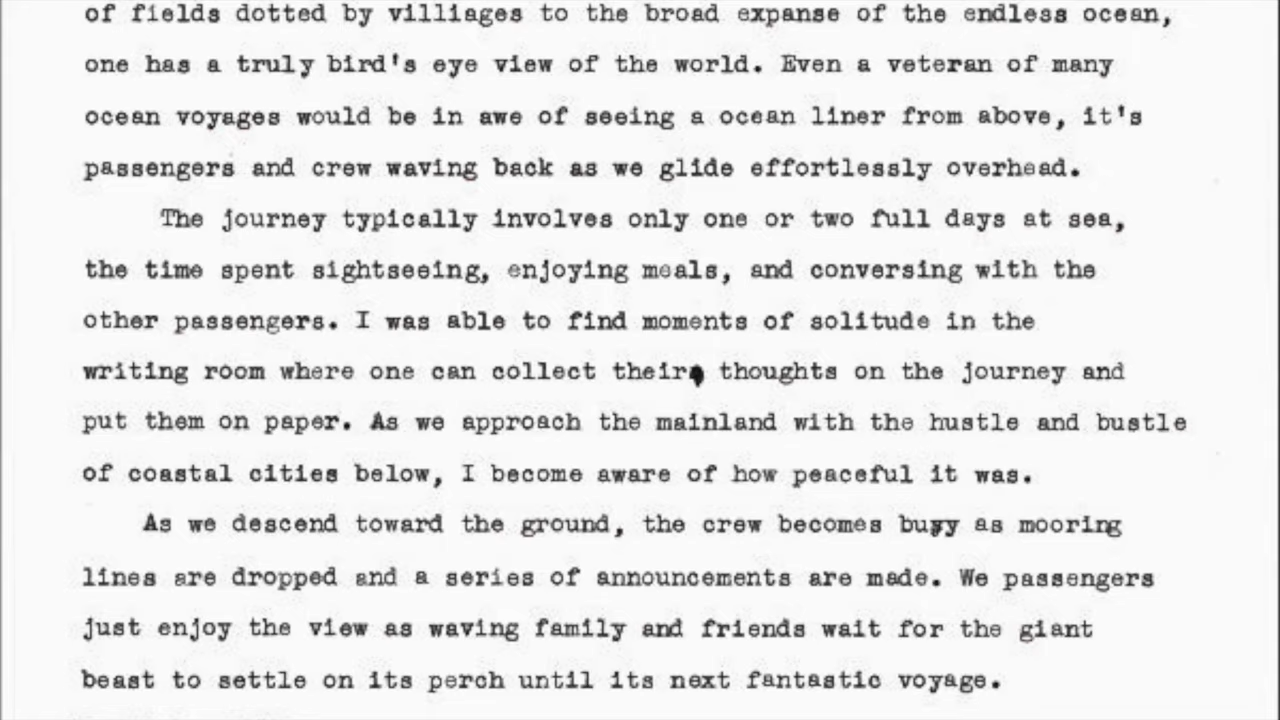 of fields dotted by villiages to the broad expanse of the endless ocean,
one has a truly bird's eye view of the world. Even a veteran of many
ocean voyages would be in awe of seeing a ocean liner from above, it's
passengers and crew waving back as we glide effortlessly overhead.
The journey typically involves only one or two full days at sea,
the time spent sightseeing, enjoying meals, and conversing with the
other passengers. I was able to find moments of solitude in the
writing room where one can collect their thoughts on the journey and
put them on paper. As we approach the mainland with the hustle and bustle
of coastal cities below, I become aware of how peaceful it was.
As we descend toward the ground, the crew becomes busy as mooring
lines are dropped and a series of announcements are made. We passengers
just enjoy the view as waving family and friends wait for the giant
beast to settle on its perch until its next fantastic voyage.